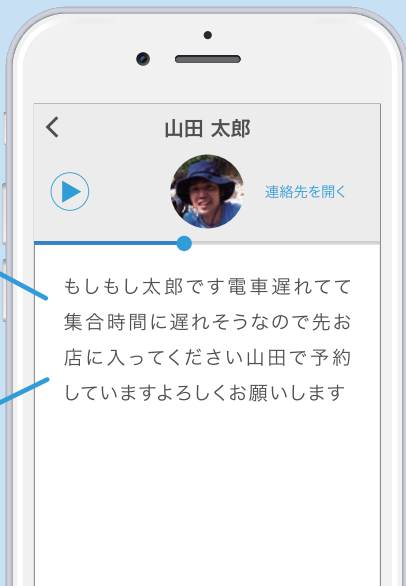 山田 太郎
連絡先を開く
もしもし太郎です電車遅れてて
集合時間に遅れそうなので先お
店に入ってください山田で予約
していますよろしくお願いします